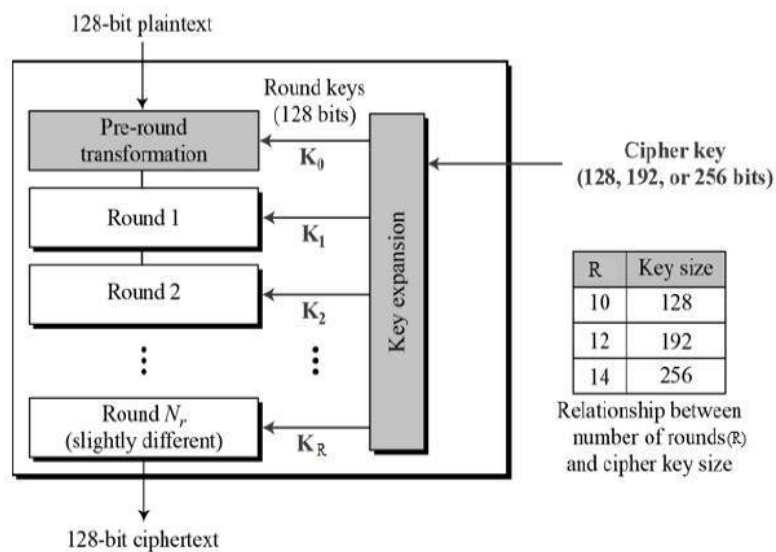 128-bit plaintext
Round keys
(128 bits)
Pre-round
transformation
K0
Cipher key
(128, 192, or 256 bits)
Round 1
K1
Round 2
K2
Key expansion
Round Nr
(slightly different)
KR
128-bit ciphertext
R Key size
10 128
12 192
14 256
Relationship between
number of rounds(R)
and cipher key size